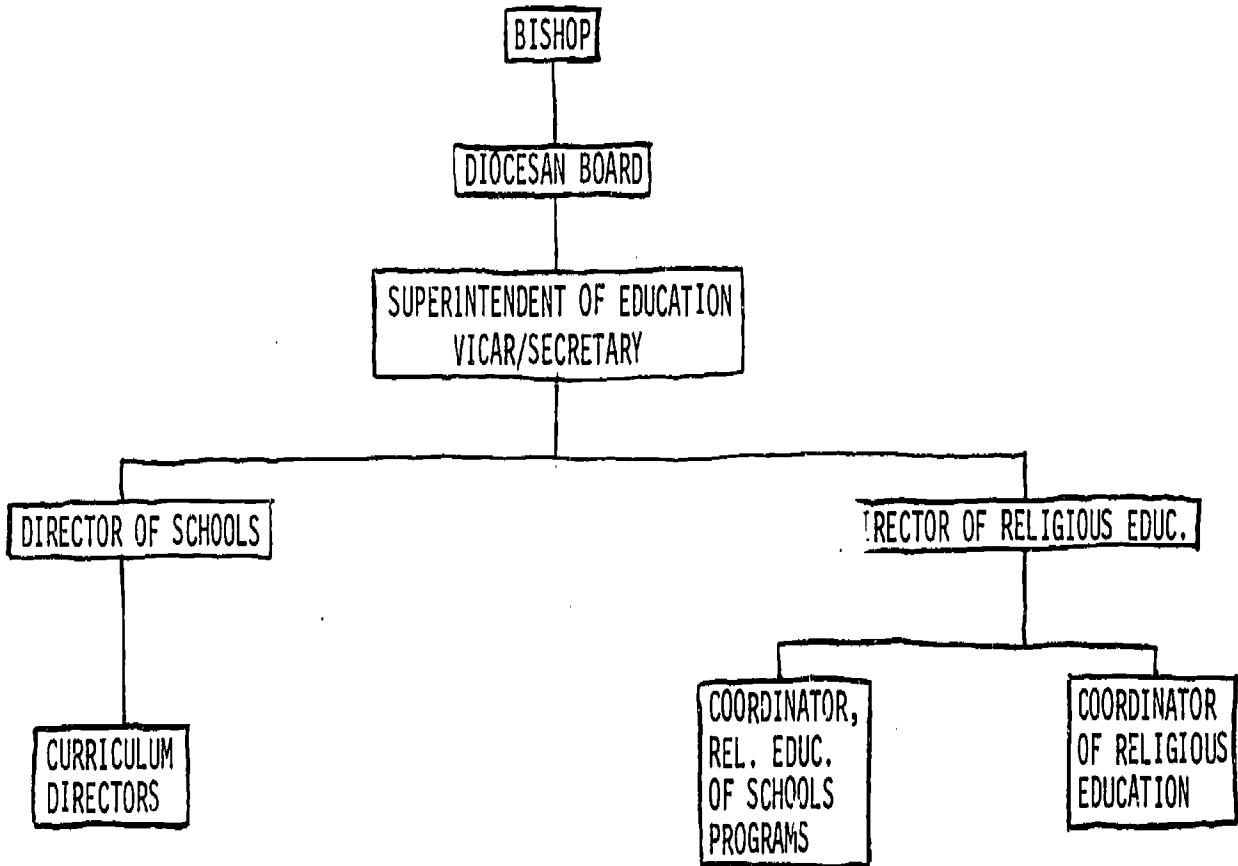 BISHOP
DIOCESAN BOARD
SUPERINTENDENT OF EDUCATION
VICAR/SECRETARY
DIRECTOR OF SCHOOLS
IRECTOR OF RELIGIOUS EDUC.
CURRICULUM
DIRECTORS
COORDINATOR,
REL. EDUC.
OF SCHOOLS
PROGRAMS
COORDINATOR
OF RELIGIOUS
EDUCATION